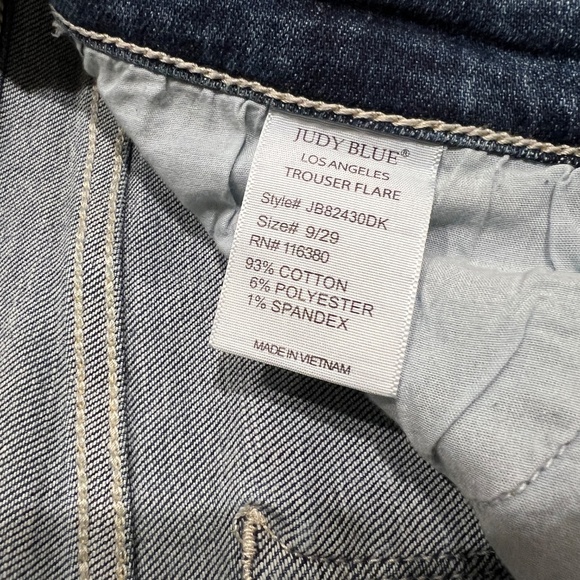 JUDY BLUE®
LOS ANGELES
TROUSER FLARE
Style# JB82430DK
Size# 9/29
RN# 116380
93% COTTON
6% POLYESTER
1% SPANDEX
MADE IN VIETNAM